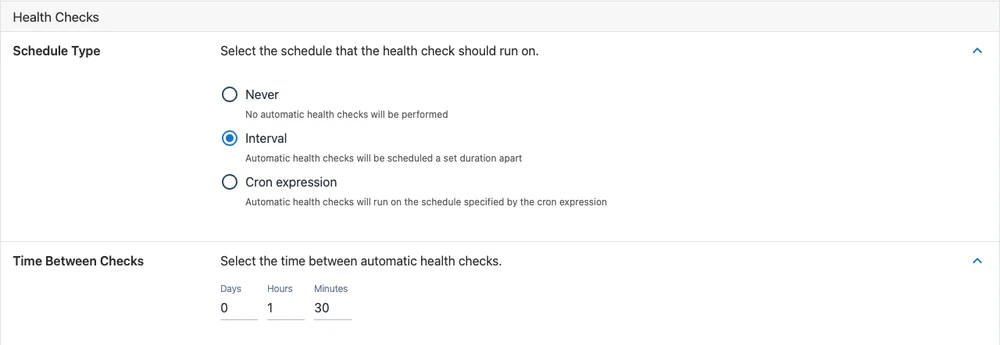 Health Checks
Schedule Type
Select the schedule that the health check should run on.
Never
No automatic health checks will be performed
Interval
Automatic health checks will be scheduled a set duration apart
Cron expression
Automatic health checks will run on the schedule specified by the cron expression
Time Between Checks
Select the time between automatic health checks.
Days Hours Minutes
0 1 30